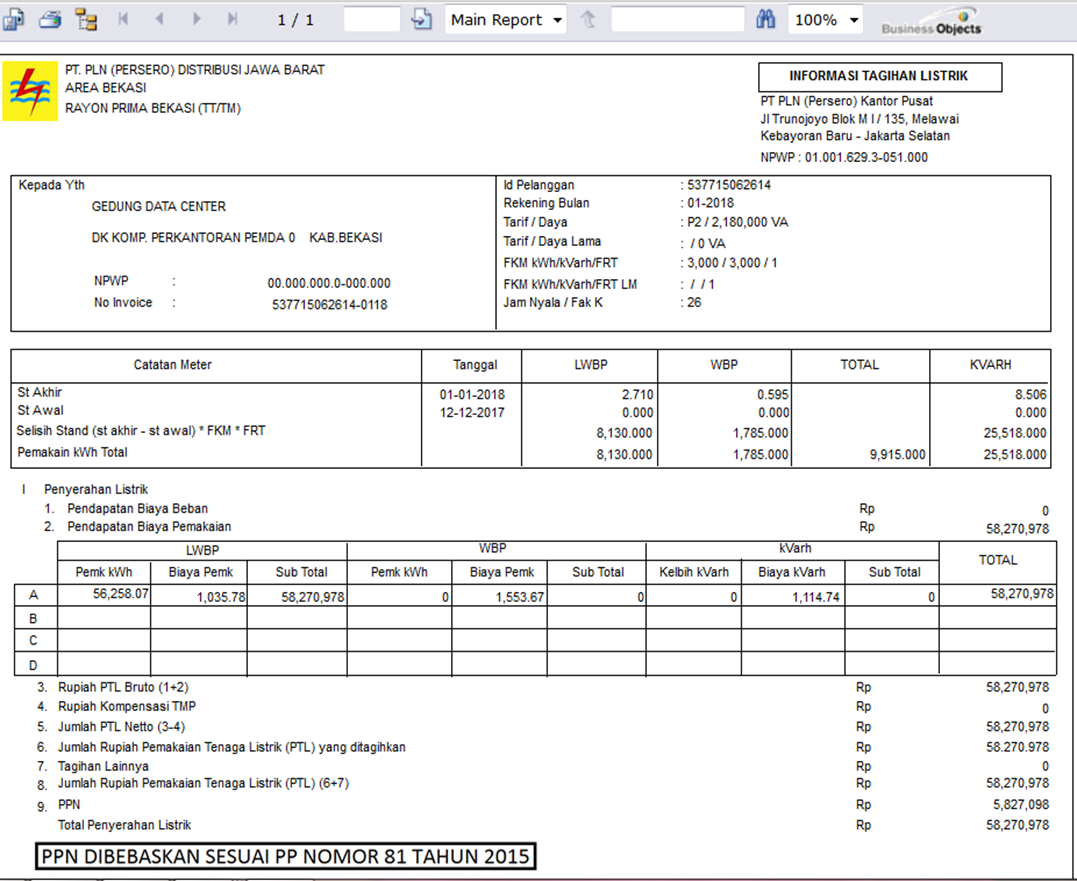 1 / 1 Main Report 100% Business Objects
PT. PLN (PERSERO) DISTRIBUSI JAWA BARAT
AREA BEKASI
RAYON PRIMA BEKASI (TT/TM)
INFORMASI TAGIHAN LISTRIK
PT PLN (Persero) Kantor Pusat
Jl Trunojoyo Blok M I / 135, Melawai
Kebayoran Baru - Jakarta Selatan
NPWP : 01.001.629.3-051.000
Kepada Yth
GEDUNG DATA CENTER
DK KOMP. PERKANTORAN PEMDA 0 KAB.BEKASI
NPWP : 00.000.000.0-000.000
No Invoice : 537715062614-0118
Id Pelanggan : 537715062614
Rekening Bulan : 01-2018
Tarif / Daya : P2 / 2,180,000 VA
Tarif / Daya Lama : / 0 VA
FKM kWh/kVarh/FRT : 3,000 / 3,000 / 1
FKM kWh/kVarh/FRT LM : / / 1
Jam Nyala / Fak K : 26
Catatan Meter Tanggal LWBP WBP TOTAL KVARH
St Akhir 01-01-2018 2.710 0.595 8.506
St Awal 12-12-2017 0.000 0.000 0.000
Selisih Stand (st akhir - st awal) * FKM * FRT 8,130.000 1,785.000 25,518.000
Pemakain kWh Total 8,130.000 1,785.000 9,915.000 25,518.000
I Penyerahan Listrik
1. Pendapatan Biaya Beban Rp 0
2. Pendapatan Biaya Pemakaian Rp 58,270,978
LWBP WBP kVarh TOTAL
Pemk kWh Biaya Pemk Sub Total Pemk kWh Biaya Pemk Sub Total Kelbih kVarh Biaya kVarh Sub Total
A 56,258.07 1,035.78 58,270,978 0 1,553.67 0 0 1,114.74 0 58,270,978
B
C
D
3. Rupiah PTL Bruto (1+2) Rp 58,270,978
4. Rupiah Kompensasi TMP Rp 0
5. Jumlah PTL Netto (3-4) Rp 58,270,978
6. Jumlah Rupiah Pemakaian Tenaga Listrik (PTL) yang ditagihkan Rp 58.270.978
7. Tagihan Lainnya Rp 0
8. Jumlah Rupiah Pemakaian Tenaga Listrik (PTL) (6+7) Rp 58,270,978
9. PPN Rp 5,827,098
Total Penyerahan Listrik Rp 58,270,978
PPN DIBEBASKAN SESUAI PP NOMOR 81 TAHUN 2015